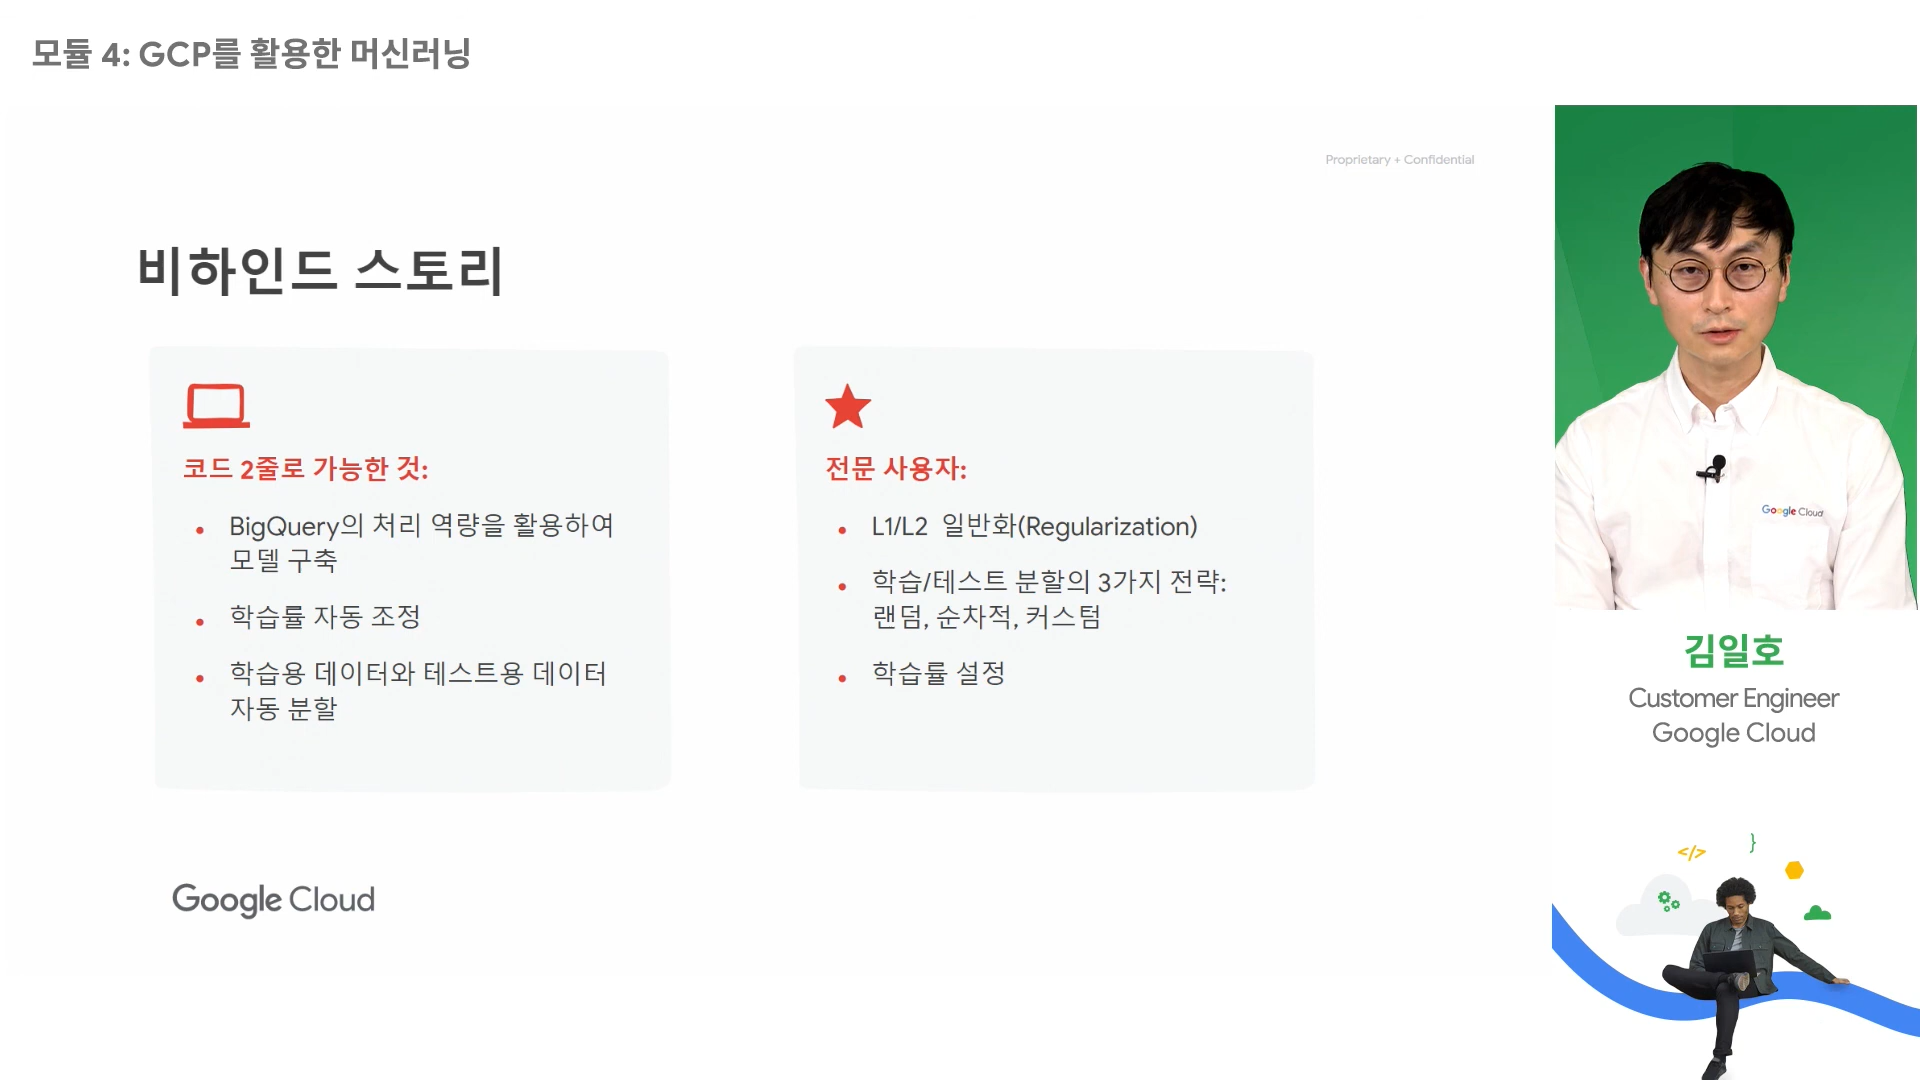 모듈 4: GCP를 활용한 머신러닝
Proprietary + Confidential
비하인드 스토리
코드 2줄로 가능한 것:
• BigQuery의 처리 역량을 활용하여
모델 구축
• 학습률 자동 조정
• 학습용 데이터와 테스트용 데이터
자동 분할
전문 사용자:
• L1/L2 일반화(Regularization)
• 학습/테스트 분할의 3가지 전략:
랜덤, 순차적, 커스텀
• 학습률 설정
Google Cloud
Google Cloud
김일호
Customer Engineer
Google Cloud
</>
}